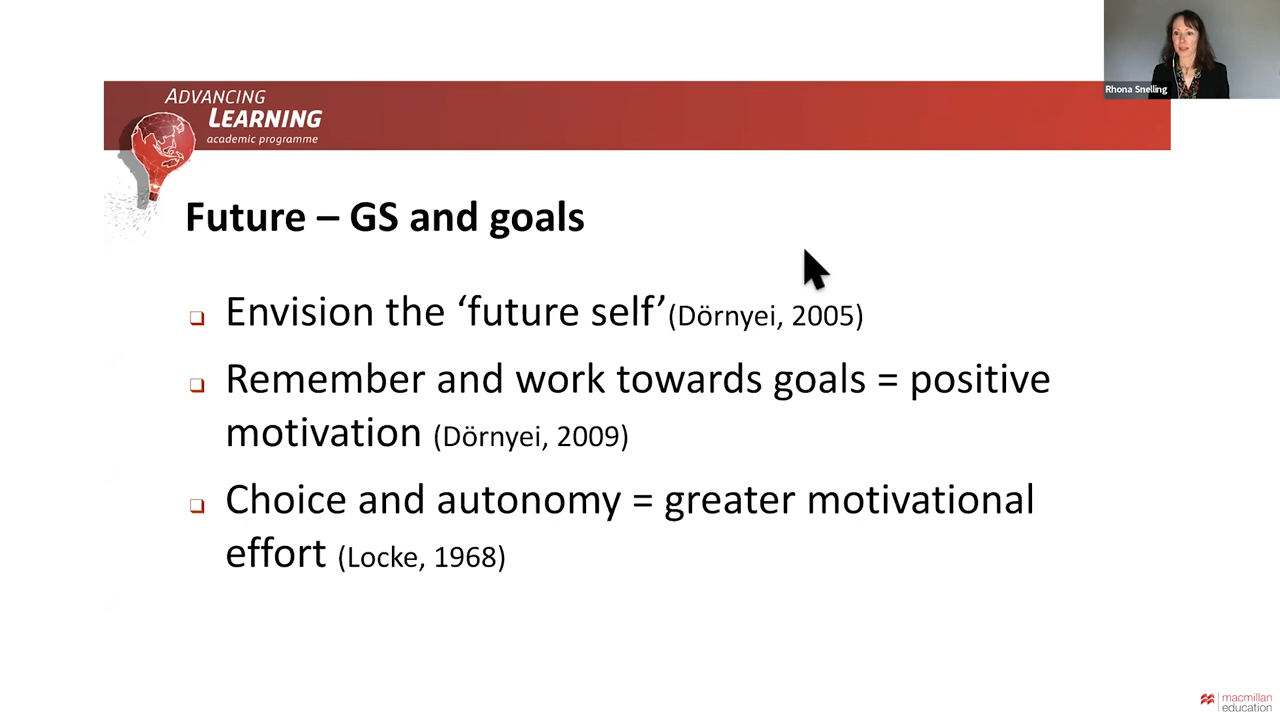 Rhona Snelling
ADVANCING
LEARNING
academic programme
Future – GS and goals
Envision the ‘future self’(Dörnyei, 2005)
Remember and work towards goals = positive
motivation (Dörnyei, 2009)
Choice and autonomy = greater motivational
effort (Locke, 1968)
macmillan
education